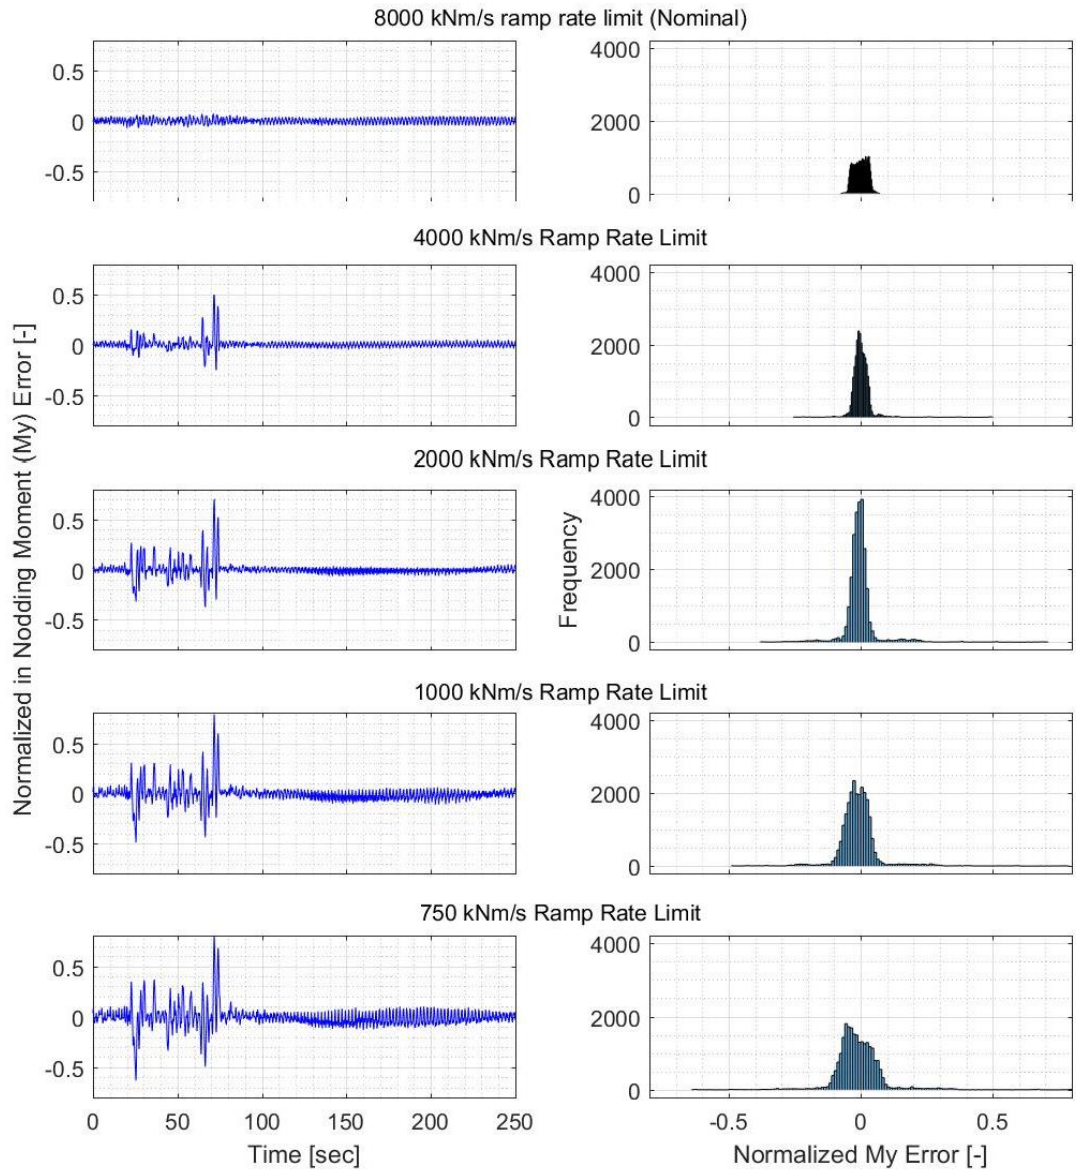 8000 kNm/s ramp rate limit (Nominal)
0.5
0
-0.5
4000
2000
0
4000 kNm/s Ramp Rate Limit
0.5
0
-0.5
4000
2000
0
2000 kNm/s Ramp Rate Limit
0.5
0
-0.5
4000
2000
0
1000 kNm/s Ramp Rate Limit
0.5
0
-0.5
4000
2000
0
750 kNm/s Ramp Rate Limit
0.5
0
-0.5
4000
2000
0
0 50 100 150 200 250
-0.5 0 0.5
Time [sec]
Normalized My Error [-]
Normalized in Nodding Moment (My) Error [-]
Frequency